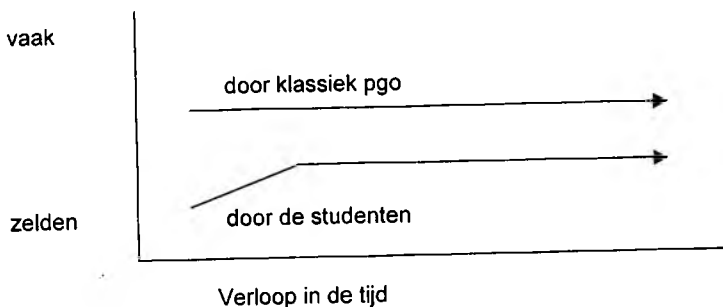 vaak
door klassiek pgo
zelden
door de studenten
Verloop in de tijd